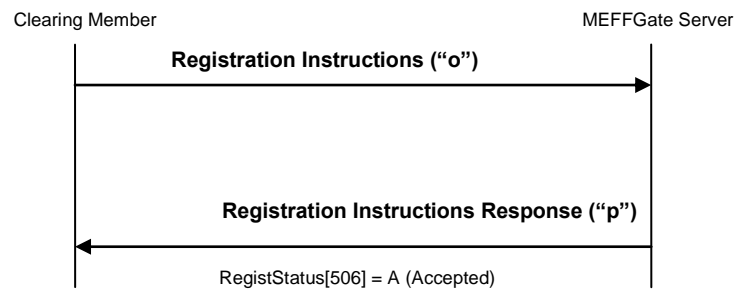 Clearing Member
MEFFGate Server
Registration Instructions (“o”)
Registration Instructions Response (“p”)
RegistStatus[506] = A (Accepted)